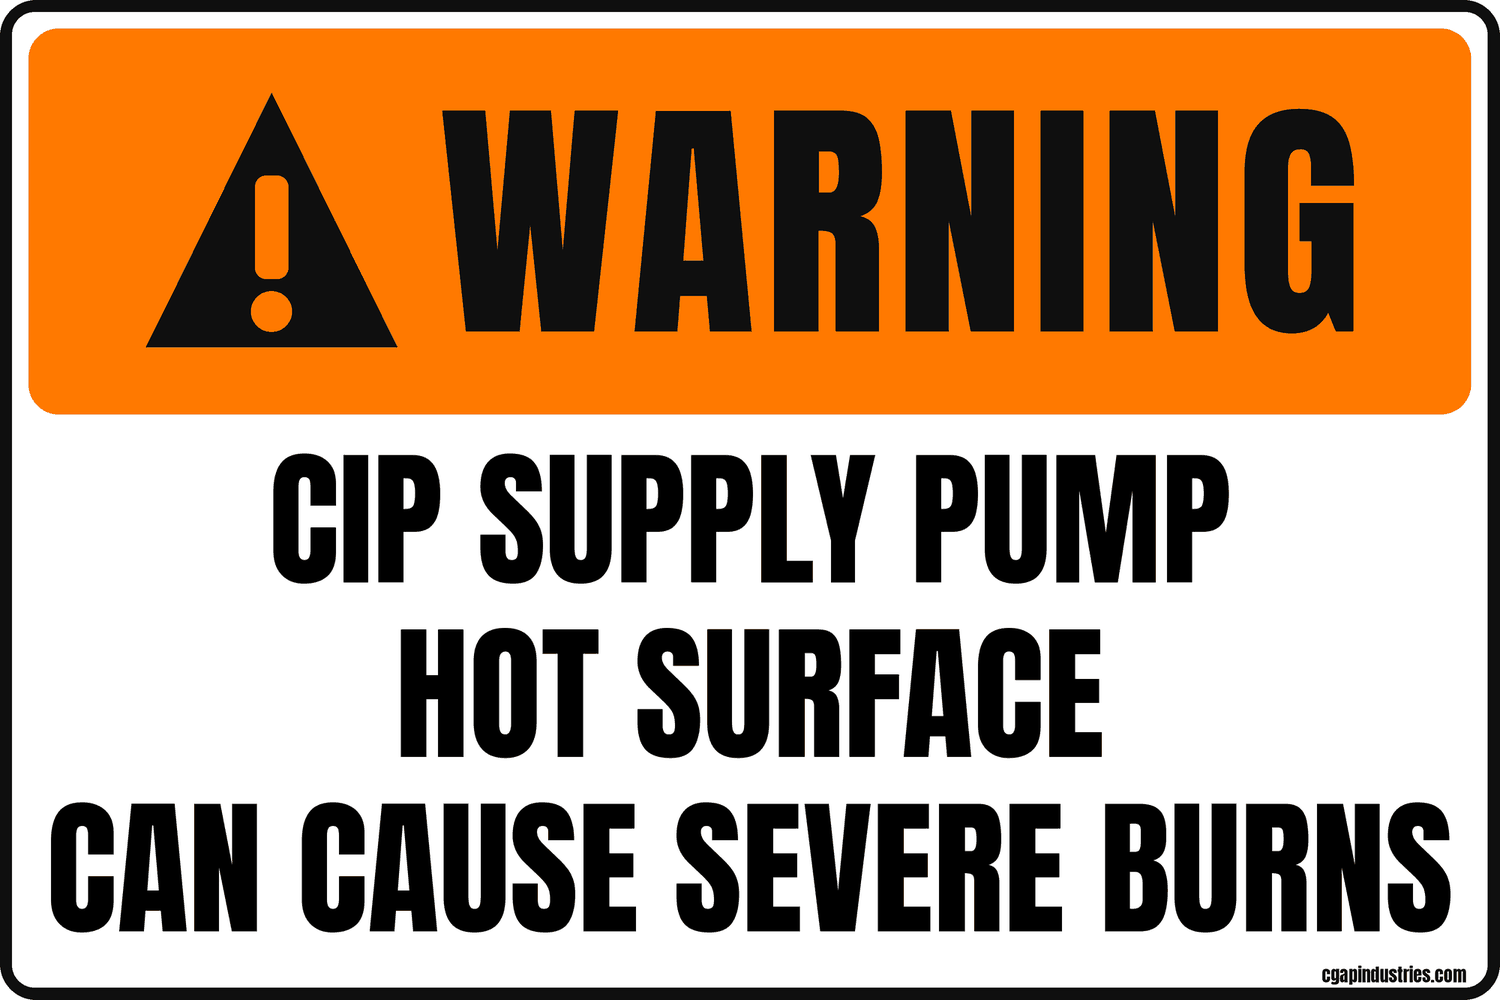 WARNING
CIP SUPPLY PUMP
HOT SURFACE
CAN CAUSE SEVERE BURNS
cgapindustries.com